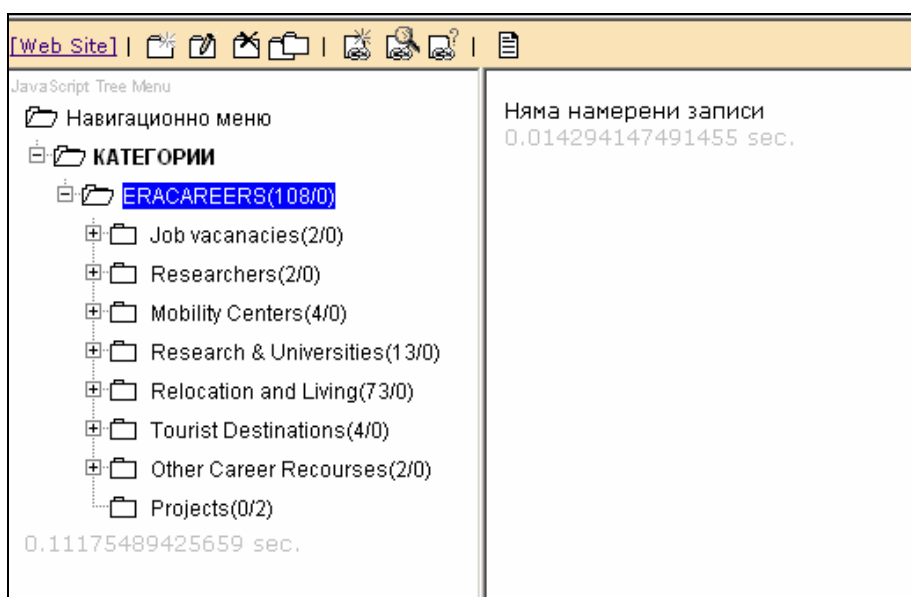 [Web Site] | | |
JavaScript Tree Menu
Навигационно меню
КАТЕГОРИИ
ERACAREERS(108/0)
Job vacanacies(2/0)
Researchers(2/0)
Mobility Centers(4/0)
Research & Universities(13/0)
Relocation and Living(73/0)
Tourist Destinations(4/0)
Other Career Recourses(2/0)
Projects(0/2)
0.11175489425659 sec.
Няма намерени записи
0.014294147491455 sec.